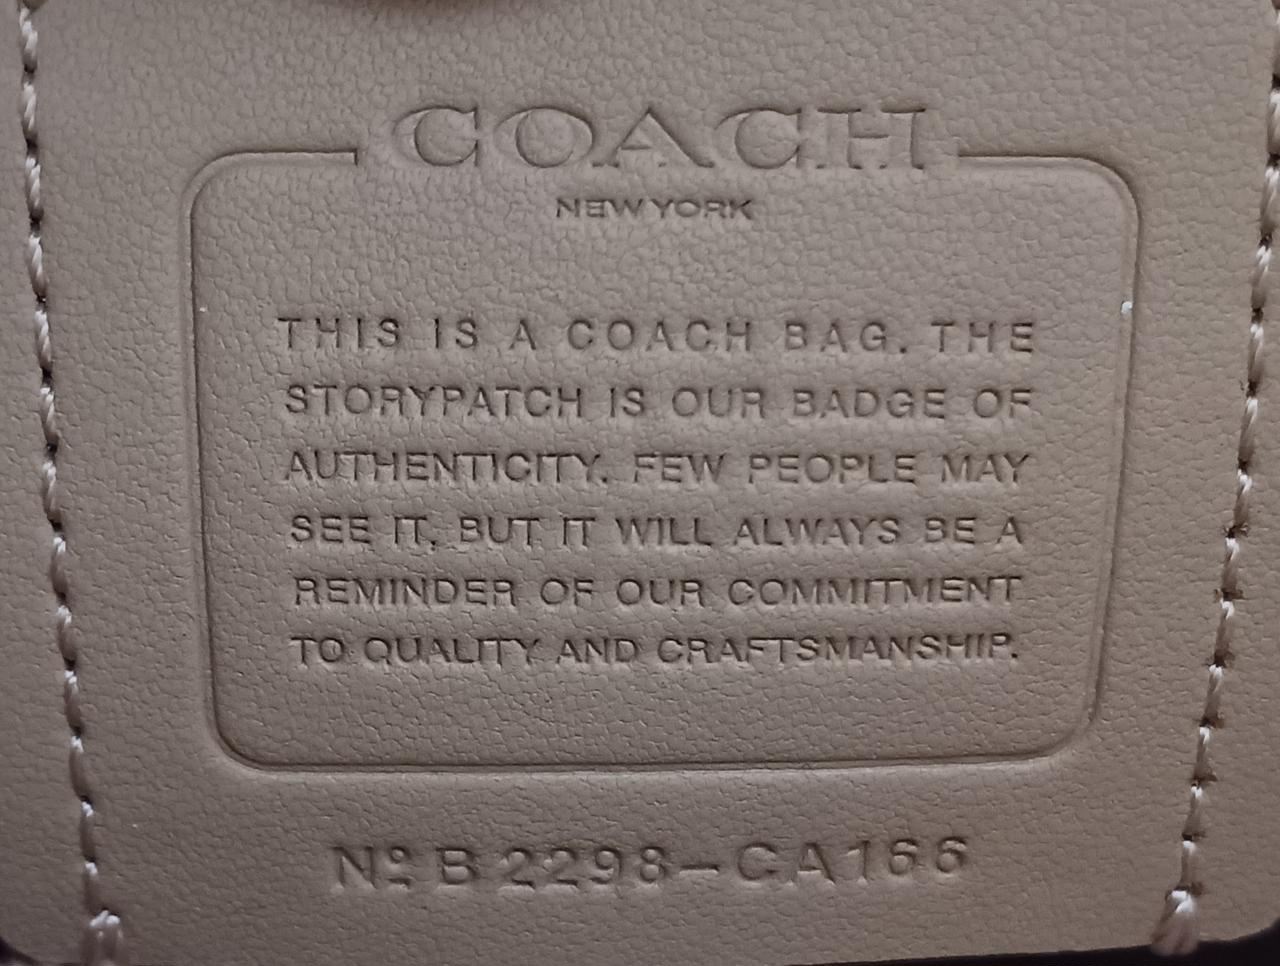 COACH
NEW YORK
THIS IS A COACH BAG. THE
STORYPATCH IS OUR BADGE OF
AUTHENTICITY. FEW PEOPLE MAY
SEE IT, BUT IT WILL ALWAYS BE A
REMINDER OF OUR COMMITMENT
TO QUALITY AND CRAFTSMANSHIP.
Nº B 2298-CA166